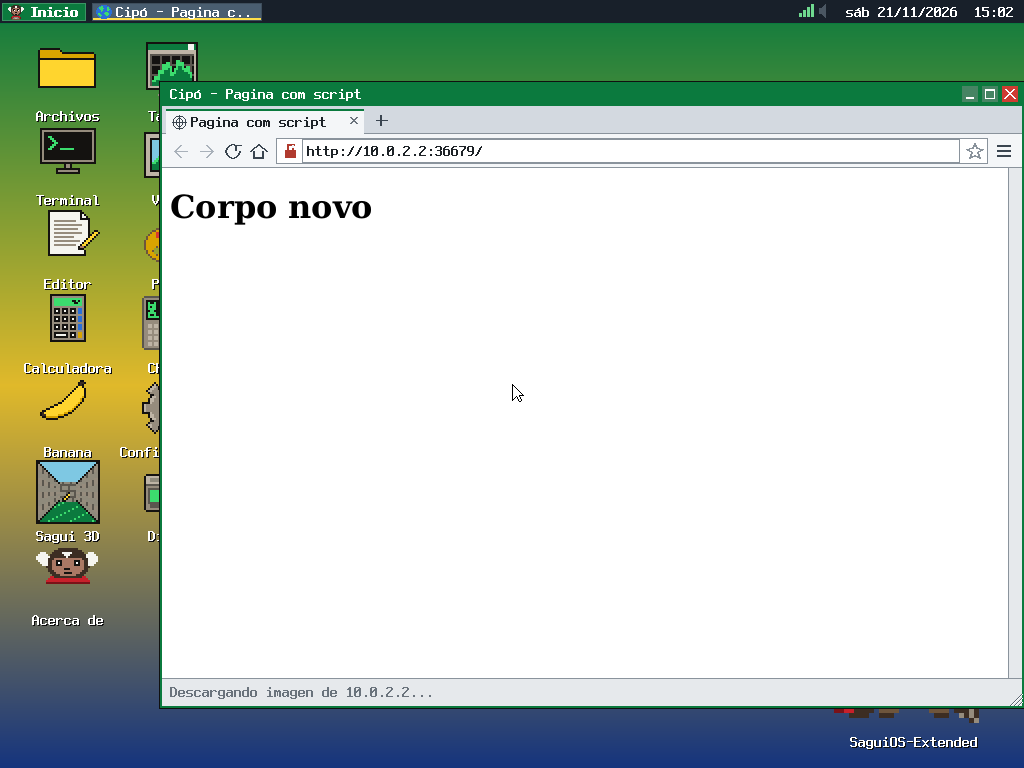 Inicio
Cipó - Pagina c..
sáb 21/11/2026 15:02
Archivos
Terminal
Editor
Calculadora
Banana
Confi
Sagui 3D
Acerca de
Cipó - Pagina com script
Pagina com script
http://10.0.2.2:36679/
Corpo novo
Descargando imagen de 10.0.2.2...
SaguiOS-Extended